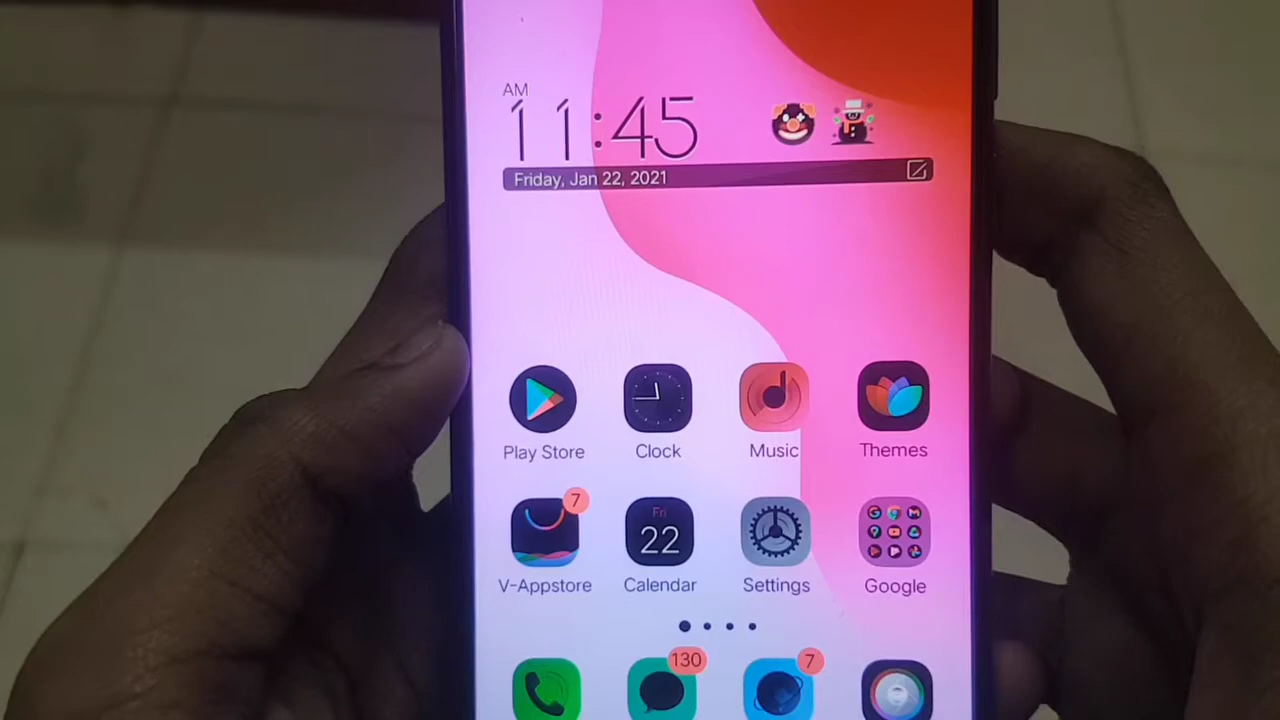 AM
11:45
Friday, Jan 22, 2021
Play Store
Clock
Music
Themes
7
Fri
22
V-Appstore
Calendar
Settings
Google
130
7